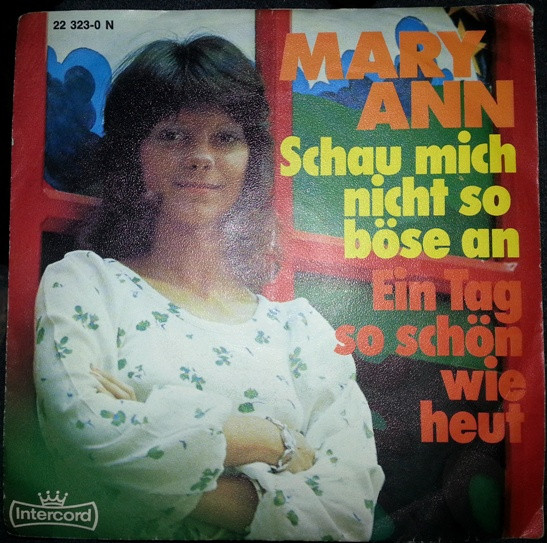 22 323-0 N
MARY
ANN
Schau mich
nicht so
böse an
Ein Tag
so schön
wie
heut
Intercord